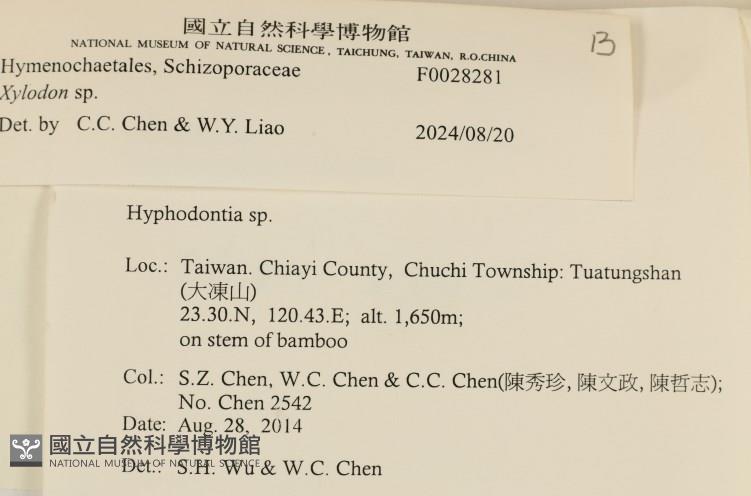 國立自然科學博物館
NATIONAL MUSEUM OF NATURAL SCIENCE, TAICHUNG, TAIWAN, R.O.CHINA
B
Hymenochaetales, Schizoporaceae F0028281
Xylodon sp.
Det. by C.C. Chen & W.Y. Liao 2024/08/20
Hyphodontia sp.
Loc.: Taiwan. Chiayi County, Chuchi Township: Tuatungshan
(大凍山)
23.30.N, 120.43.E; alt. 1,650m;
on stem of bamboo
Col.: S.Z. Chen, W.C. Chen & C.C. Chen(陳秀珍, 陳文政, 陳哲志);
No. Chen 2542
Date: Aug. 28, 2014
國立自然科學博物館
NATIONAL MUSEUM OF NATURAL SCIENCE
Det.: S.H. Wu & W.C. Chen